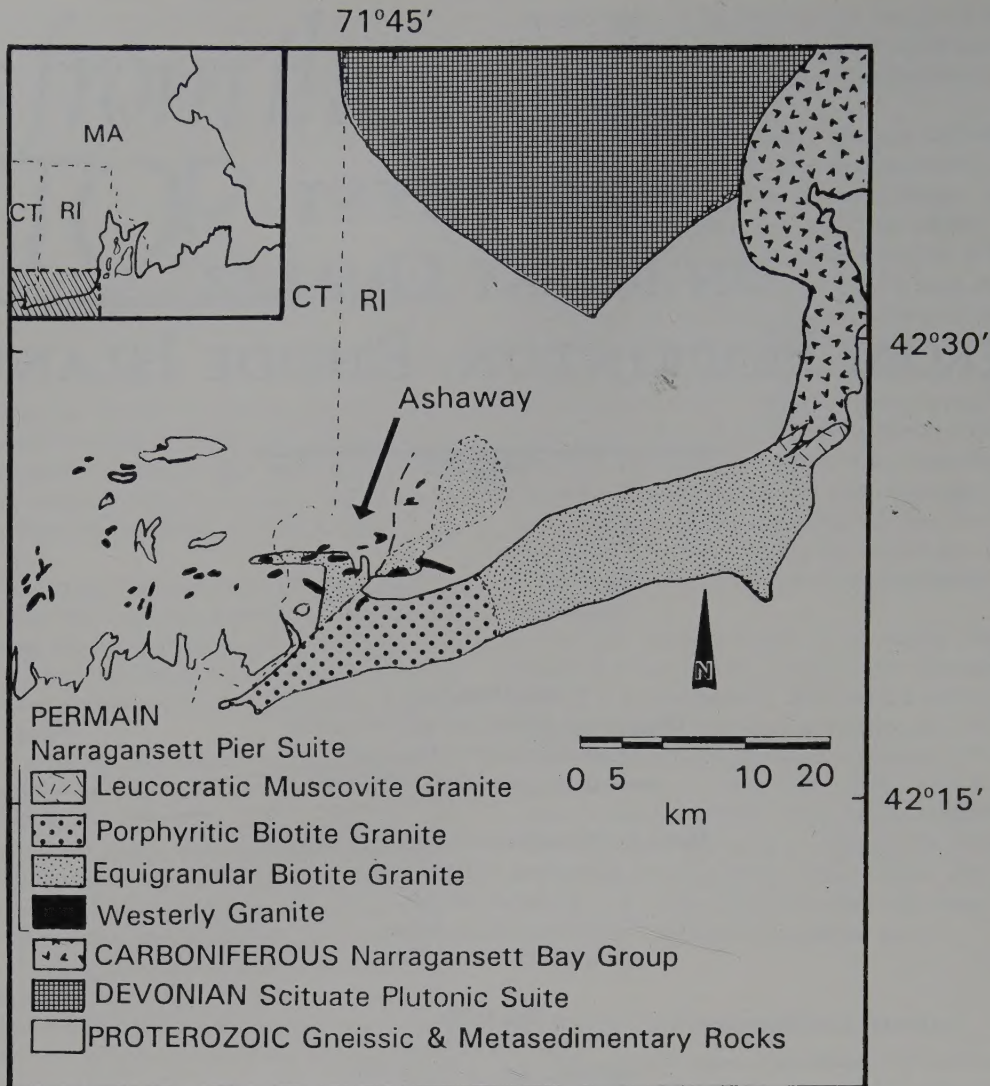 71°45'
MA
CT
RI
CT
RI
42°30'
Ashaway
N
PERMAIN
Narragansett Pier Suite
0 5 10 20
km
42°15'
Leucocratic Muscovite Granite
Porphyritic Biotite Granite
Equigranular Biotite Granite
Westerly Granite
CARBONIFEROUS Narragansett Bay Group
DEVONIAN Scituate Plutonic Suite
PROTEROZOIC Gneissic & Metasedimentary Rocks